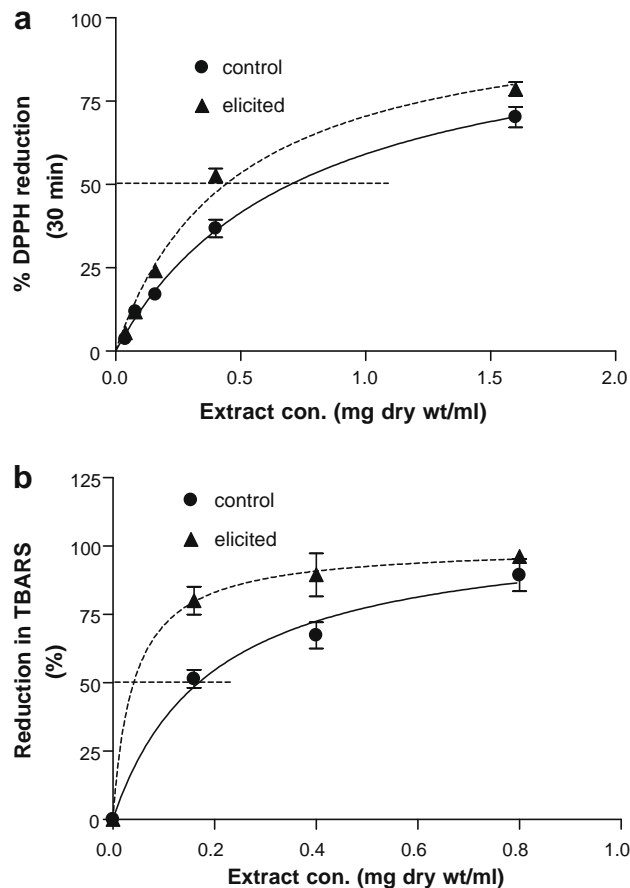 a
100
75
50
25
0
% DPPH reduction
(30 min)
control
elicited
0.0 0.5 1.0 1.5 2.0
Extract con. (mg dry wt/ml)
b
125
100
75
50
25
0
Reduction in TBARS
(%)
control
elicited
0.0 0.2 0.4 0.6 0.8 1.0
Extract con. (mg dry wt/ml)